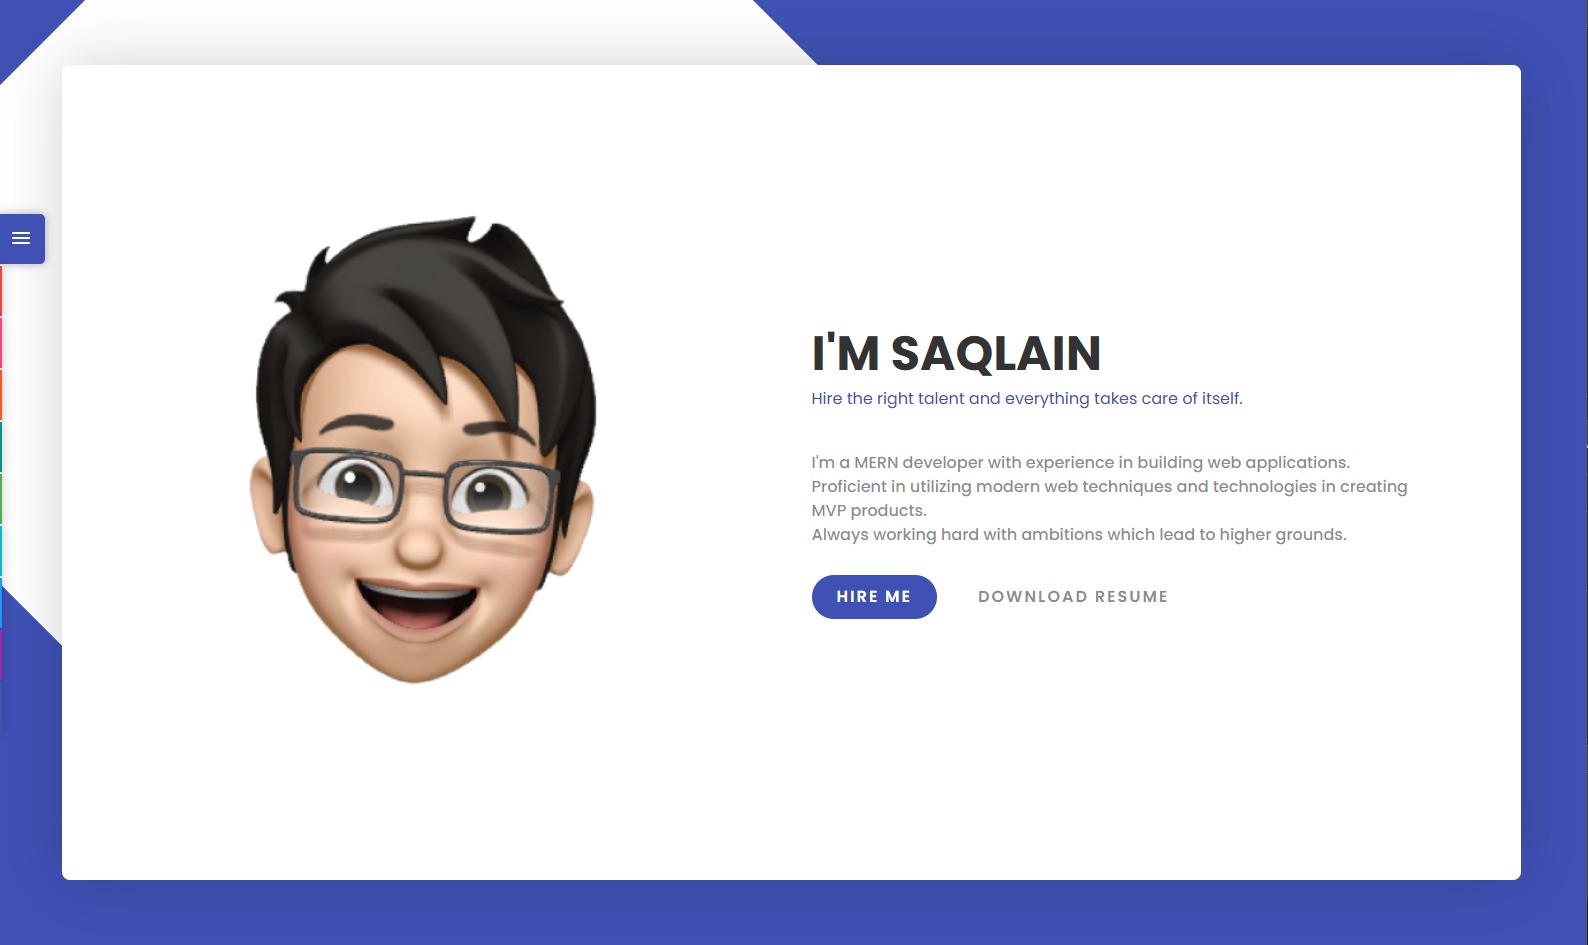 I'M SAQLAIN
Hire the right talent and everything takes care of itself.
I'm a MERN developer with experience in building web applications.
Proficient in utilizing modern web techniques and technologies in creating
MVP products.
Always working hard with ambitions which lead to higher grounds.
HIRE ME
DOWNLOAD RESUME